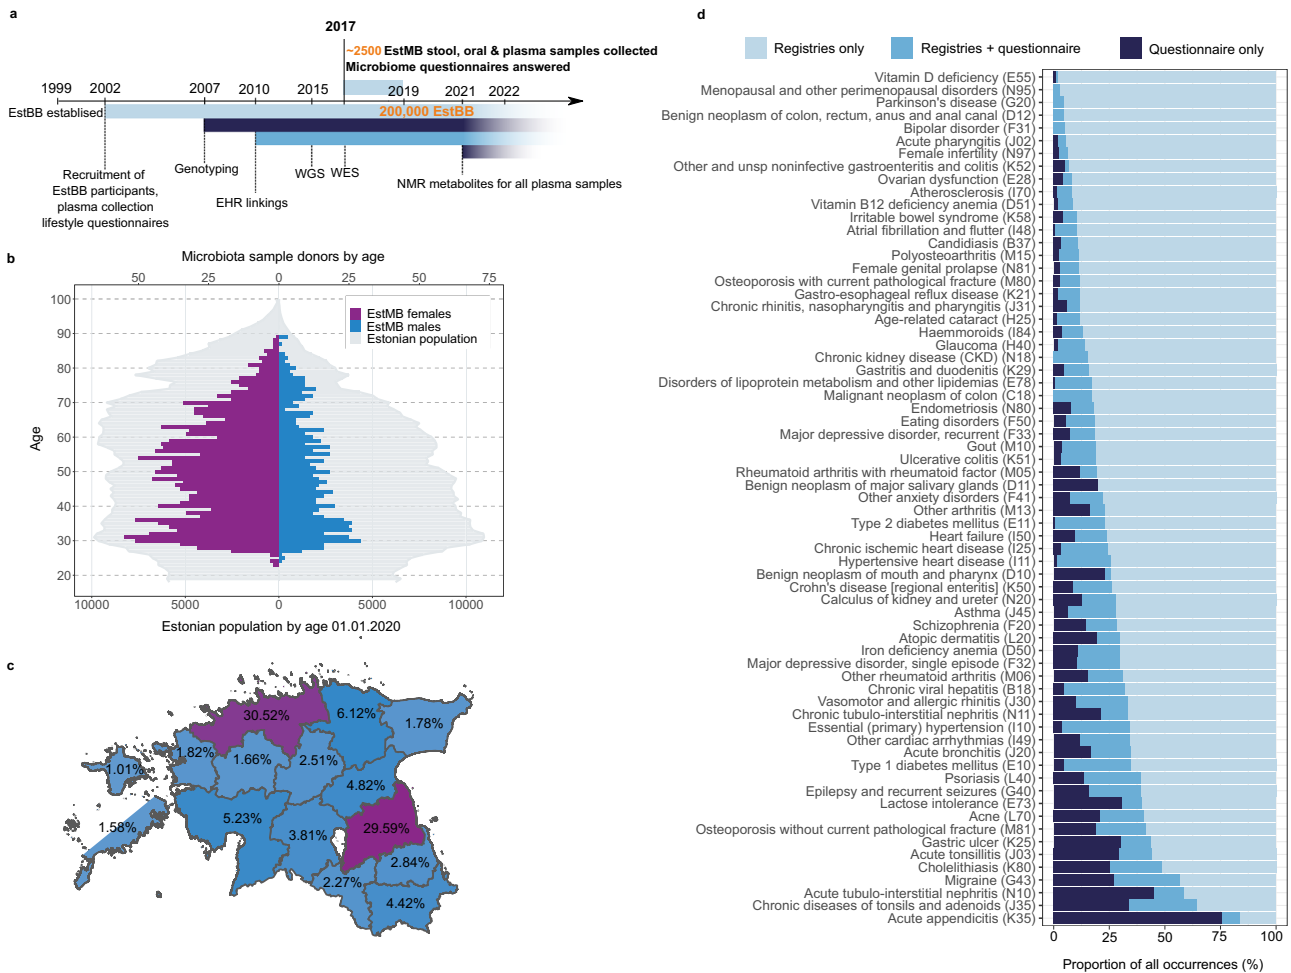 a
2017
~2500 EstMB stool, oral & plasma samples collected
Microbiome questionnaires answered
1999 2002 2007 2010 2015 2019 2021 2022
EstBB establised
200,000 EstBB
Recruitment of
EstBB participants,
plasma collection
lifestyle questionnaires
Genotyping
EHR linkings
WGS WES
NMR metabolites for all plasma samples
b
Microbiota sample donors by age
50 25 0 25 50 75
EstMB females
EstMB males
Estonian population
Age
100
90
80
70
60
50
40
30
20
10000 5000 0 5000 10000
Estonian population by age 01.01.2020
c
30.52%
6.12%
1.78%
1.82%
1.66%
2.51%
1.01%
4.82%
1.58%
5.23%
3.81%
29.59%
2.84%
2.27%
4.42%
d
Registries only
Registries + questionnaire
Questionnaire only
Vitamin D deficiency (E55)
Menopausal and other perimenopausal disorders (N95)
Parkinson's disease (G20)
Benign neoplasm of colon, rectum, anus and anal canal (D12)
Bipolar disorder (F31)
Acute pharyngitis (J02)
Female infertility (N97)
Other and unsp noninfective gastroenteritis and colitis (K52)
Ovarian dysfunction (E28)
Atherosclerosis (I70)
Vitamin B12 deficiency anemia (D51)
Irritable bowel syndrome (K58)
Atrial fibrillation and flutter (I48)
Candidiasis (B37)
Polyosteoarthritis (M15)
Female genital prolapse (N81)
Osteoporosis with current pathological fracture (M80)
Gastro-esophageal reflux disease (K21)
Chronic rhinitis, nasopharyngitis and pharyngitis (J31)
Age-related cataract (H25)
Haemmoroids (I84)
Glaucoma (H40)
Chronic kidney disease (CKD) (N18)
Gastritis and duodenitis (K29)
Disorders of lipoprotein metabolism and other lipidemias (E78)
Malignant neoplasm of colon (C18)
Endometriosis (N80)
Eating disorders (F50)
Major depressive disorder, recurrent (F33)
Gout (M10)
Ulcerative colitis (K51)
Rheumatoid arthritis with rheumatoid factor (M05)
Benign neoplasm of major salivary glands (D11)
Other anxiety disorders (F41)
Other arthritis (M13)
Type 2 diabetes mellitus (E11)
Heart failure (I50)
Chronic ischemic heart disease (I25)
Hypertensive heart disease (I11)
Benign neoplasm of mouth and pharynx (D10)
Crohn's disease [regional enteritis] (K50)
Calculus of kidney and ureter (N20)
Asthma (J45)
Schizophrenia (F20)
Atopic dermatitis (L20)
Iron deficiency anemia (D50)
Major depressive disorder, single episode (F32)
Other rheumatoid arthritis (M06)
Chronic viral hepatitis (B18)
Vasomotor and allergic rhinitis (J30)
Chronic tubulo-interstitial nephritis (N11)
Essential (primary) hypertension (I10)
Other cardiac arrhythmias (I49)
Acute bronchitis (J20)
Type 1 diabetes mellitus (E10)
Psoriasis (L40)
Epilepsy and recurrent seizures (G40)
Lactose intolerance (E73)
Acne (L70)
Osteoporosis without current pathological fracture (M81)
Gastric ulcer (K25)
Acute tonsillitis (J03)
Cholelithiasis (K80)
Migraine (G43)
Acute tubulo-interstitial nephritis (N10)
Chronic diseases of tonsils and adenoids (J35)
Acute appendicitis (K35)
0 25 50 75 100
Proportion of all occurrences (%)